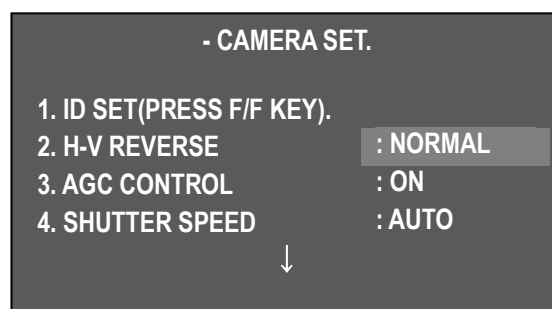 - CAMERA SET.
1. ID SET(PRESS F/F KEY).
2. H-V REVERSE : NORMAL
3. AGC CONTROL : ON
4. SHUTTER SPEED : AUTO
↓